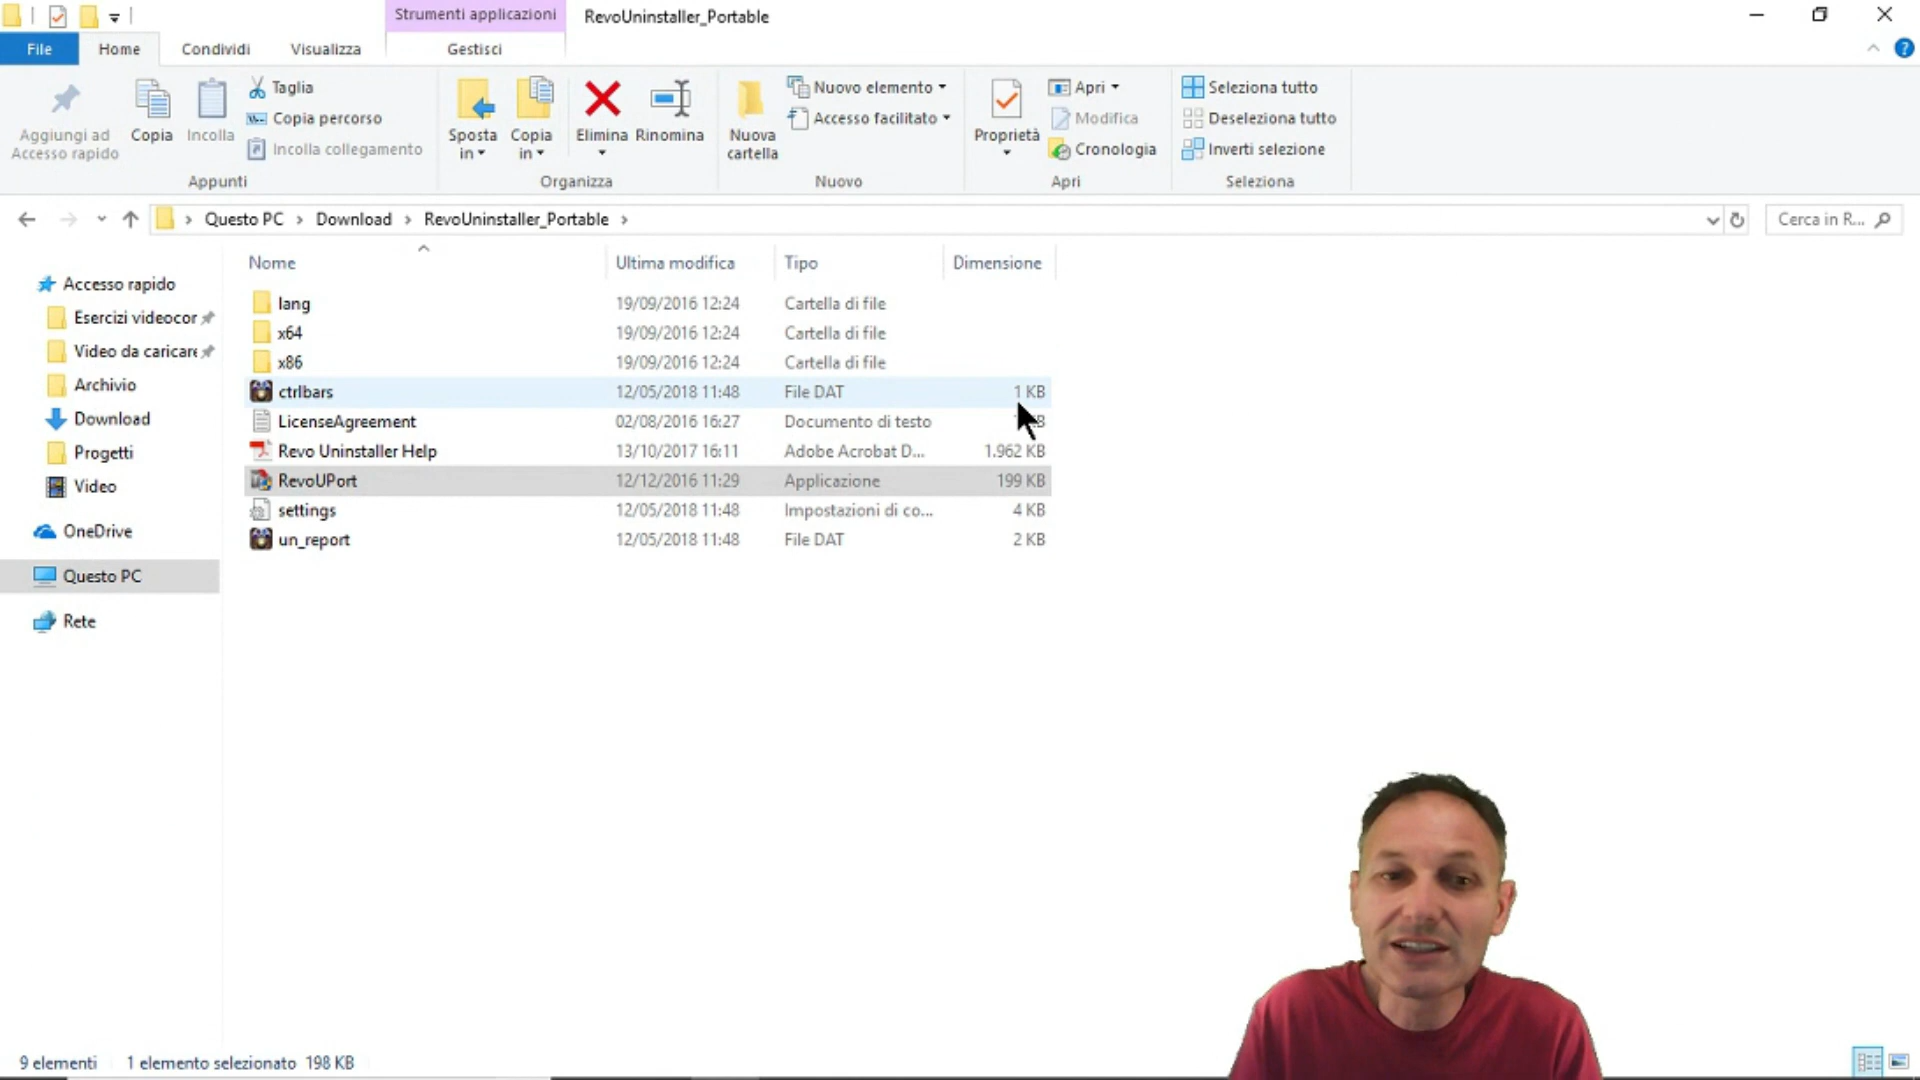 Strumenti applicazioni
RevoUninstaller_Portable
File
Home
Condividi
Visualizza
Gestisci
Aggiungi ad
Accesso rapido
Copia
Incolla
Taglia
Copia percorso
Incolla collegamento
Appunti
Sposta
in
Copia
in
Elimina
Rinomina
Organizza
Nuova
cartella
Nuovo elemento
Accesso facilitato
Nuovo
Proprietà
Apri
Modifica
Cronologia
Apri
Seleziona tutto
Deseleziona tutto
Inverti selezione
Seleziona
Questo PC > Download > RevoUninstaller_Portable >
Cerca in R...
Accesso rapido
Esercizi videocor
Video da caricare
Archivio
Download
Progetti
Video
OneDrive
Questo PC
Rete
Nome Ultima modifica Tipo Dimensione
lang 19/09/2016 12:24 Cartella di file
x64 19/09/2016 12:24 Cartella di file
x86 19/09/2016 12:24 Cartella di file
ctrlbars 12/05/2018 11:48 File DAT 1 KB
LicenseAgreement 02/08/2016 16:27 Documento di testo
Revo Uninstaller Help 13/10/2017 16:11 Adobe Acrobat D... 1.962 KB
RevoUPort 12/12/2016 11:29 Applicazione 199 KB
settings 12/05/2018 11:48 Impostazioni di co... 4 KB
un_report 12/05/2018 11:48 File DAT 2 KB
9 elementi 1 elemento selezionato 198 KB